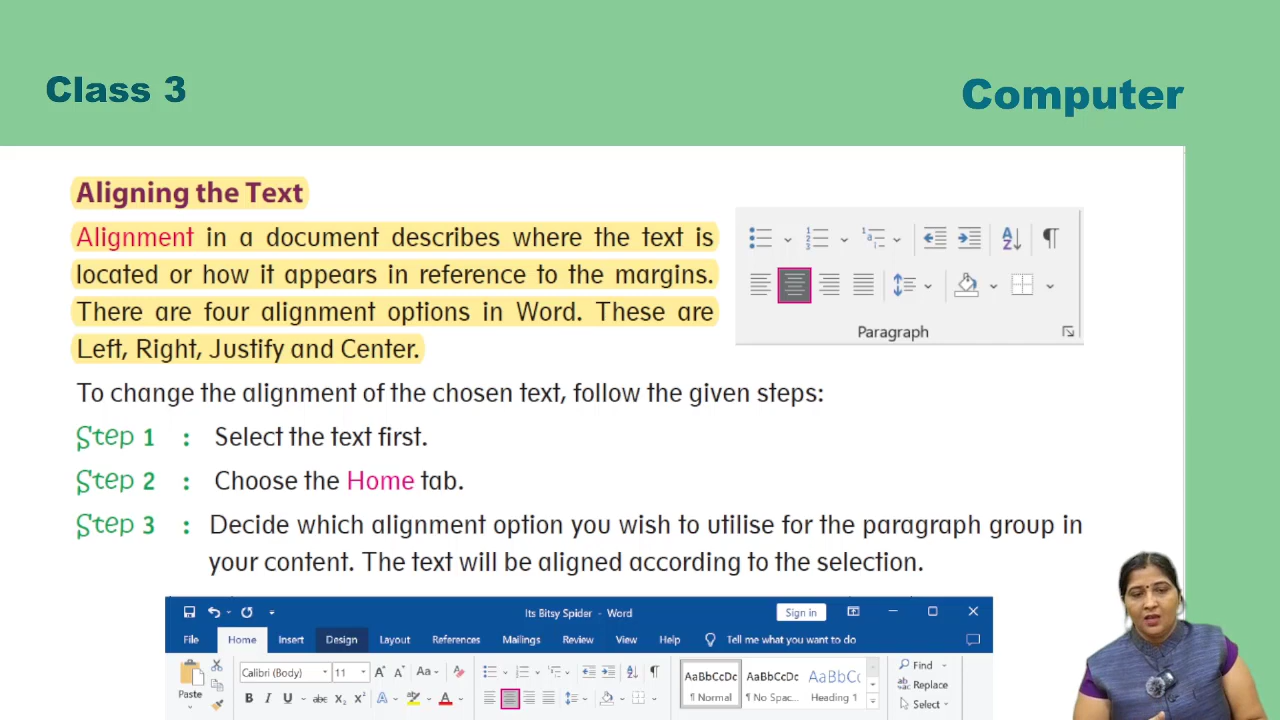 Class 3
Computer
Aligning the Text
Alignment in a document describes where the text is
located or how it appears in reference to the margins.
There are four alignment options in Word. These are
Left, Right, Justify and Center.
Paragraph
To change the alignment of the chosen text, follow the given steps:
Step 1 : Select the text first.
Step 2 : Choose the Home tab.
Step 3 : Decide which alignment option you wish to utilise for the paragraph group in
your content. The text will be aligned according to the selection.
Its Bitsy Spider - Word
Sign in
File Home Insert Design Layout References Mailings Review View Help Tell me what you want to do
Calibri (Body) 11 Aa
AaBbCcDc AaBbCcDc AaBbCc
Find
Replace
Select
Paste
B I U abc X₂ X² A A
¶ Normal ¶ No Spac... Heading 1